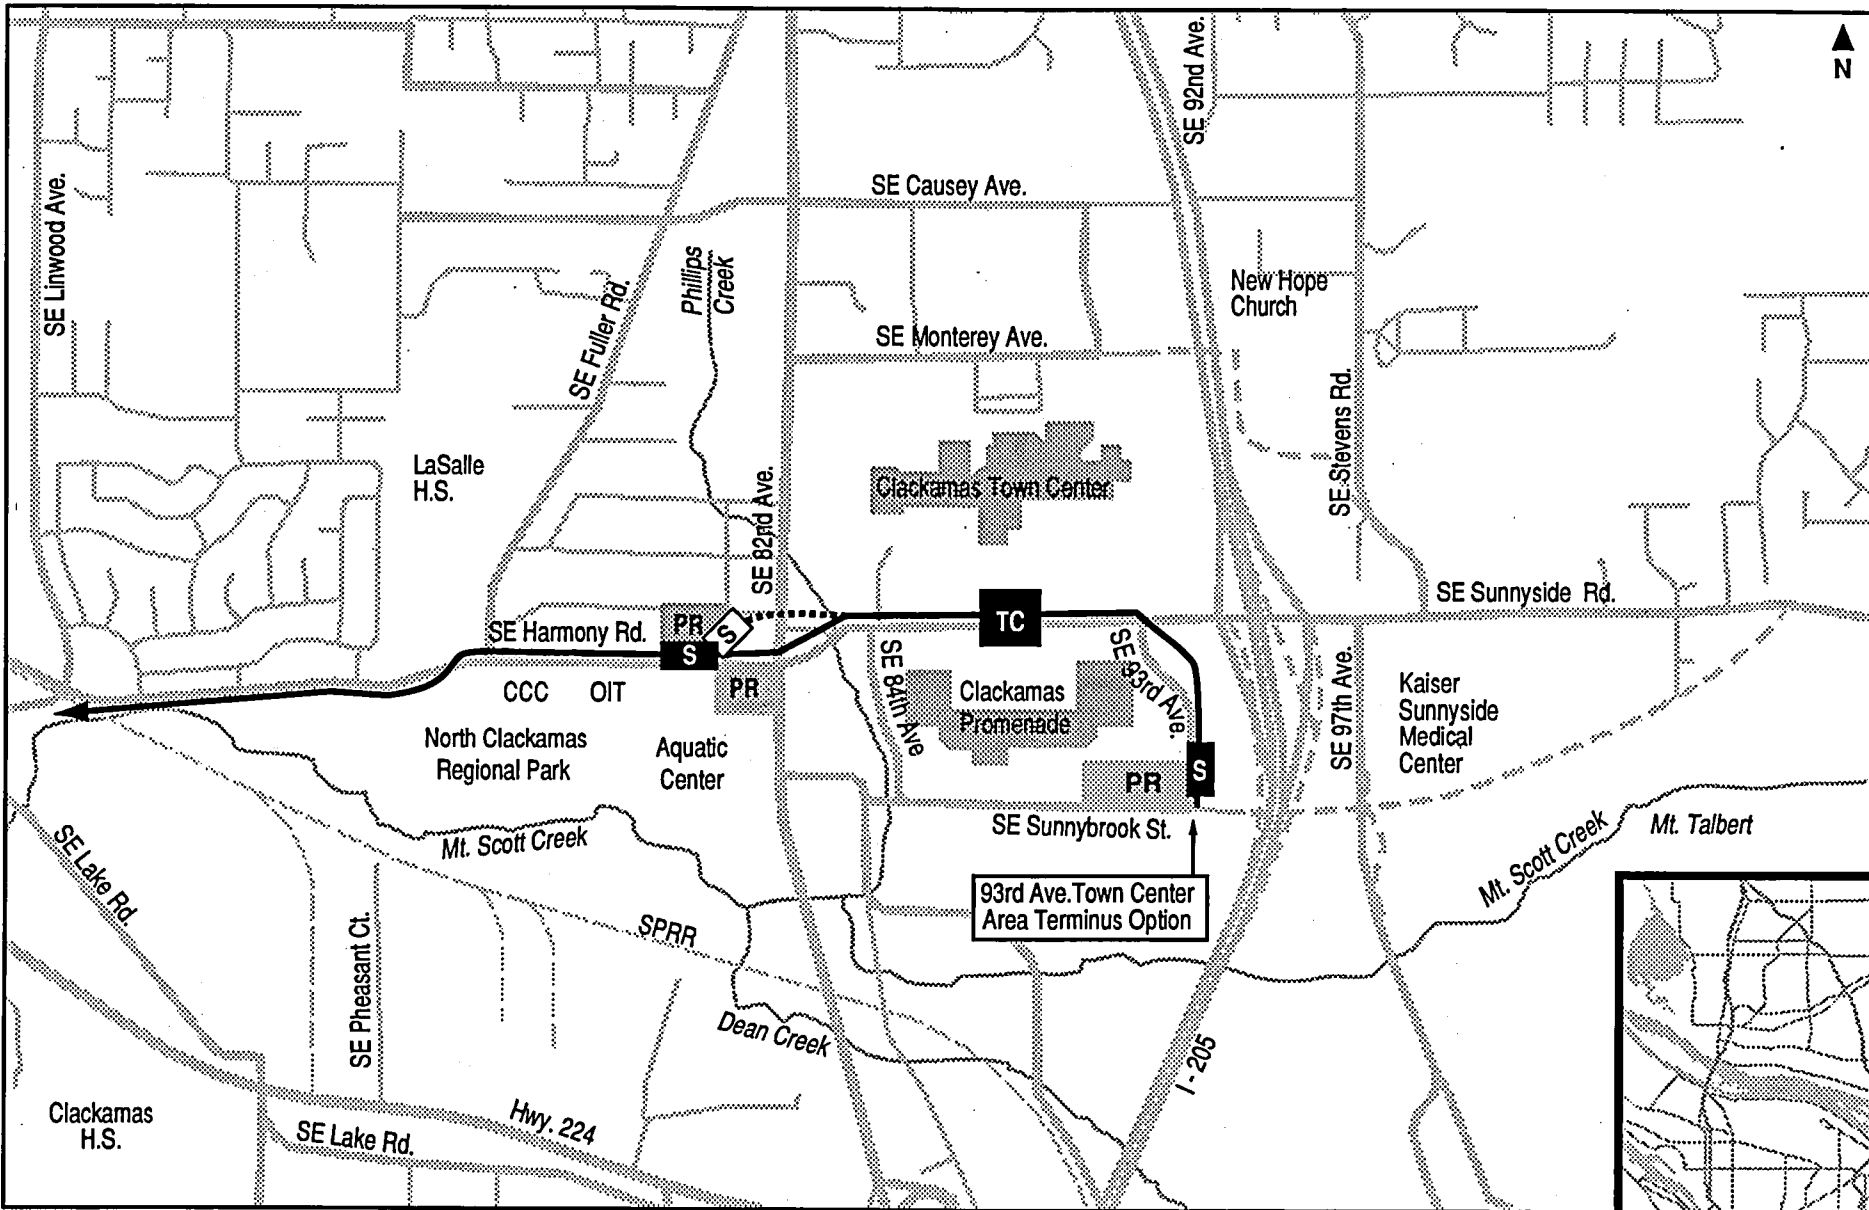 N
SE 92nd Ave.
SE Causey Ave.
SE Linwood Ave.
Phillips
Creek
New Hope
Church
SE Fuller Rd.
SE Monterey Ave.
SE Stevens Rd.
LaSalle
H.S.
Clackamas Town Center
SE 82nd Ave.
SE Sunnyside Rd.
TC
PR
S
SE Harmony Rd.
S
SE 93rd Ave.
SE 84th Ave
CCC
OIT
PR
Clackamas
Promenade
SE 97th Ave.
Kaiser
Sunnyside
Medical
Center
North Clackamas
Regional Park
Aquatic
Center
S
PR
SE Sunnybrook St.
Mt. Scott Creek
Mt. Scott Creek
Mt. Talbert
SE Lake Rd.
93rd Ave.Town Center
Area Terminus Option
SPRR
SE Pheasant Ct.
Dean Creek
I - 205
Clackamas
H.S.
Hwy. 224
SE Lake Rd.